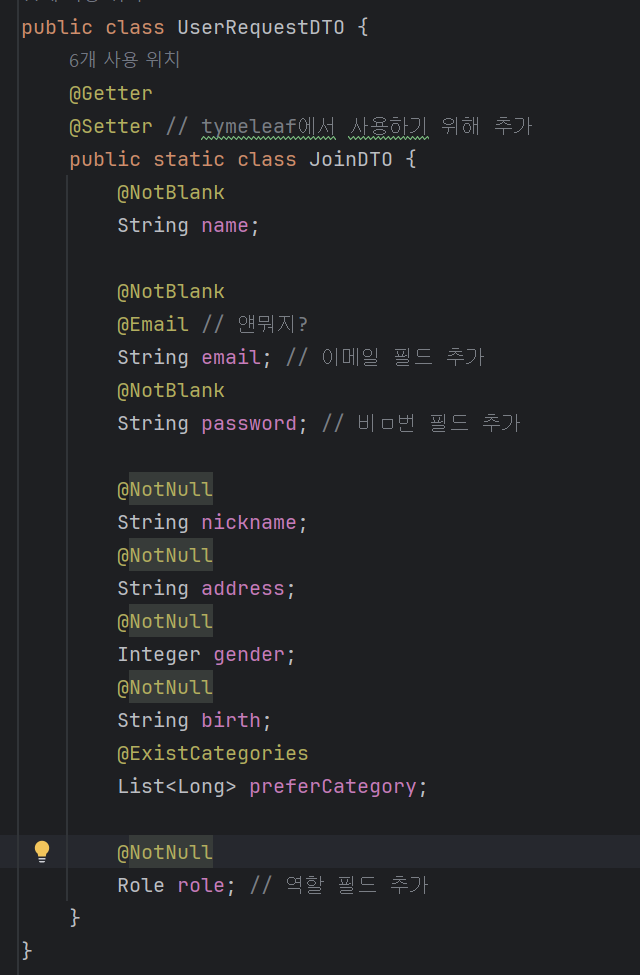 public class UserRequestDTO {
6개 사용 위치
@Getter
@Setter // tymeleaf에서 사용하기 위해 추가
public static class JoinDTO {
@NotBlank
String name;
@NotBlank
@Email // 얜뭐지?
String email; // 이메일 필드 추가
@NotBlank
String password; // 비ㅁ번 필드 추가
@NotNull
String nickname;
@NotNull
String address;
@NotNull
Integer gender;
@NotNull
String birth;
@ExistCategories
List<Long> preferCategory;
@NotNull
Role role; // 역할 필드 추가
}
}